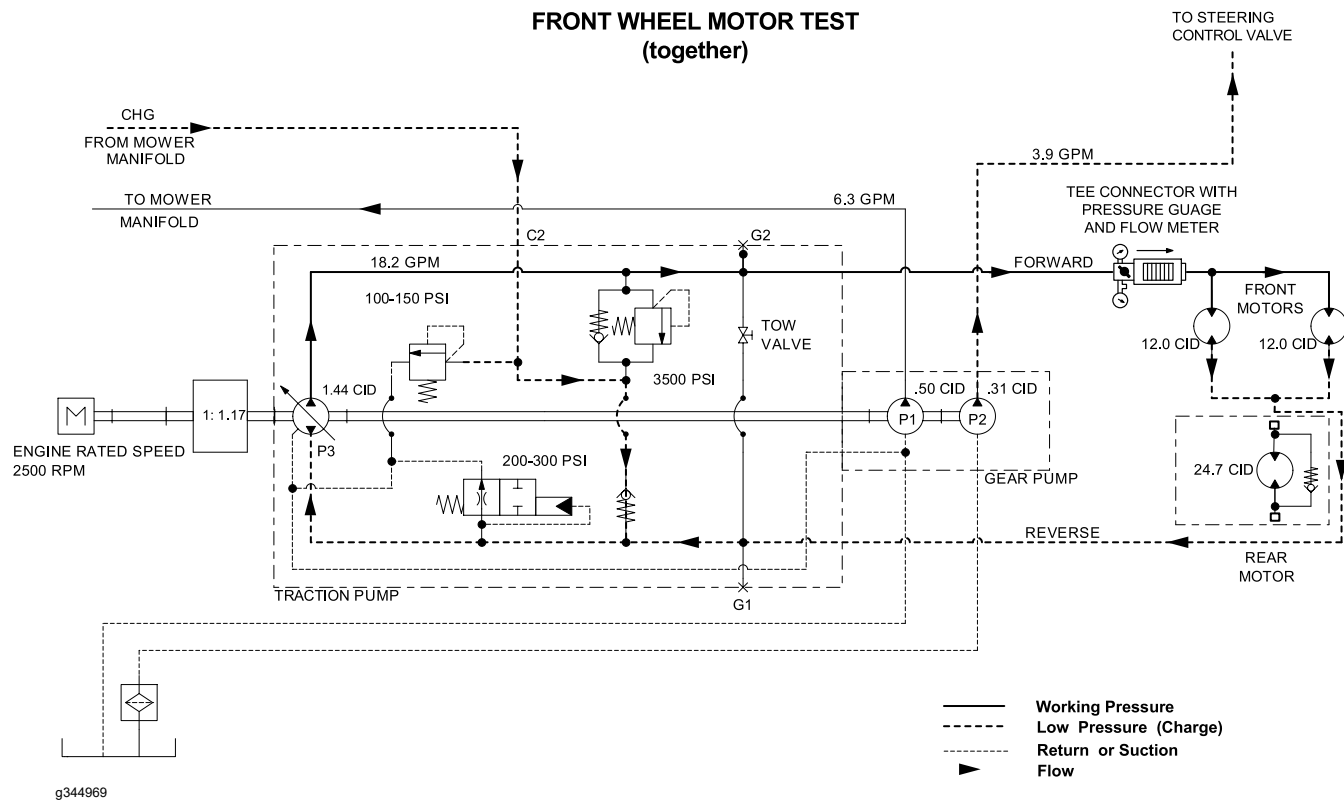 FRONT WHEEL MOTOR TEST
(together)
TO STEERING
CONTROL VALVE
CHG
FROM MOWER
MANIFOLD
3.9 GPM
TO MOWER
MANIFOLD
6.3 GPM
TEE CONNECTOR WITH
PRESSURE GUAGE
AND FLOW METER
C2
G2
18.2 GPM
FORWARD
100-150 PSI
FRONT
MOTORS
TOW
VALVE
12.0 CID
12.0 CID
3500 PSI
1.44 CID
.50 CID
.31 CID
M
1: 1.17
P3
P1
P2
ENGINE RATED SPEED
2500 RPM
200-300 PSI
GEAR PUMP
24.7 CID
REVERSE
REAR
MOTOR
TRACTION PUMP
G1
Working Pressure
Low Pressure (Charge)
Return or Suction
Flow
g344969